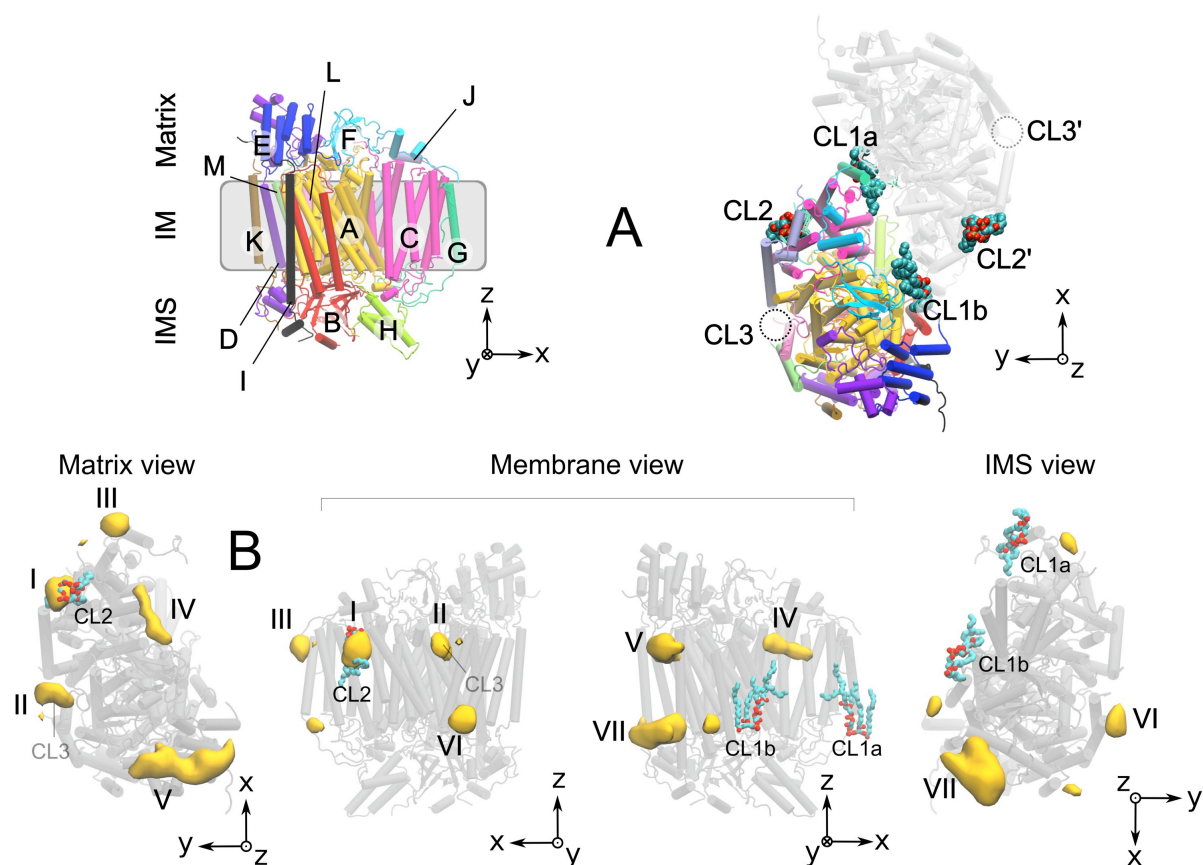 L
J
Matrix
E
F
M
IM
K
A
C
G
IMS
D
B
H
I
z
y
x
A
CL1a
CL3'
CL2
CL2'
CL1b
CL3
x
y
z
Matrix view
Membrane view
IMS view
B
III
I
CL2
IV
II
CL3
V
x
y
z
III
I
II
CL2
CL3
VI
z
x
y
V
IV
VII
CL1b
CL1a
z
y
x
CL1a
CL1b
VI
VII
z
y
x